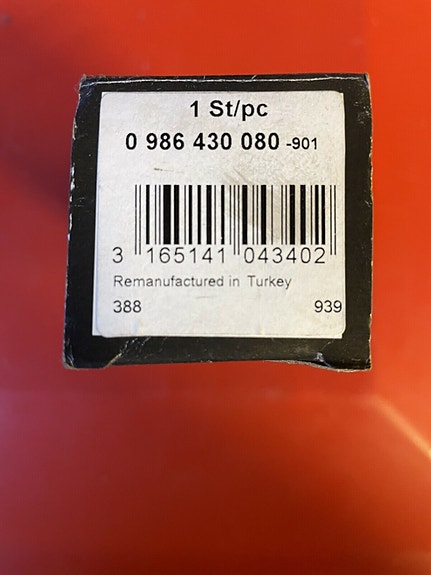 1 St/pc
0 986 430 080 -901
3 165141 043402
Remanufactured in Turkey
388 939